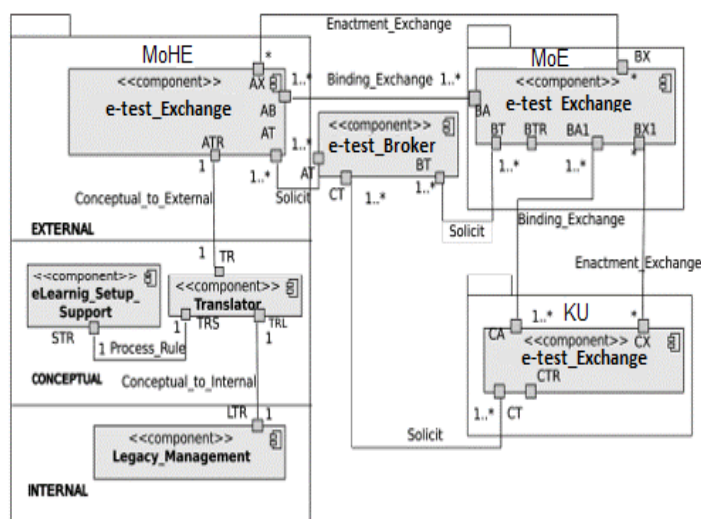 Enactment_Exchange
MoHE
MoE
BX
*
<<component>>
AX
1..*
Binding_Exchange
1..*
<<component>>
*
e-test_Exchange
AB
BA
e-test_Exchange
AT
<<component>>
BT
BTR
BA1
BX1
ATR
1..*
e-test_Broker
1
1..*
AT
BT
1..*
1..*
*
Solicit
CT
1..*
1..*
Conceptual_to_External
Binding_Exchange
Solicit
EXTERNAL
Enactment_Exchange
1
TR
<<component>>
<<component>>
eLearnig_Setup_
Support
Translator
KU
1..*
*
STR
1
TRS
TRL
CA
<<component>>
CX
1
Process_Rule
1
e-test_Exchange
CONCEPTUAL
Conceptual_to_Internal
CTR
1..*
CT
LTR
1
Solicit
<<component>>
Legacy_Management
INTERNAL